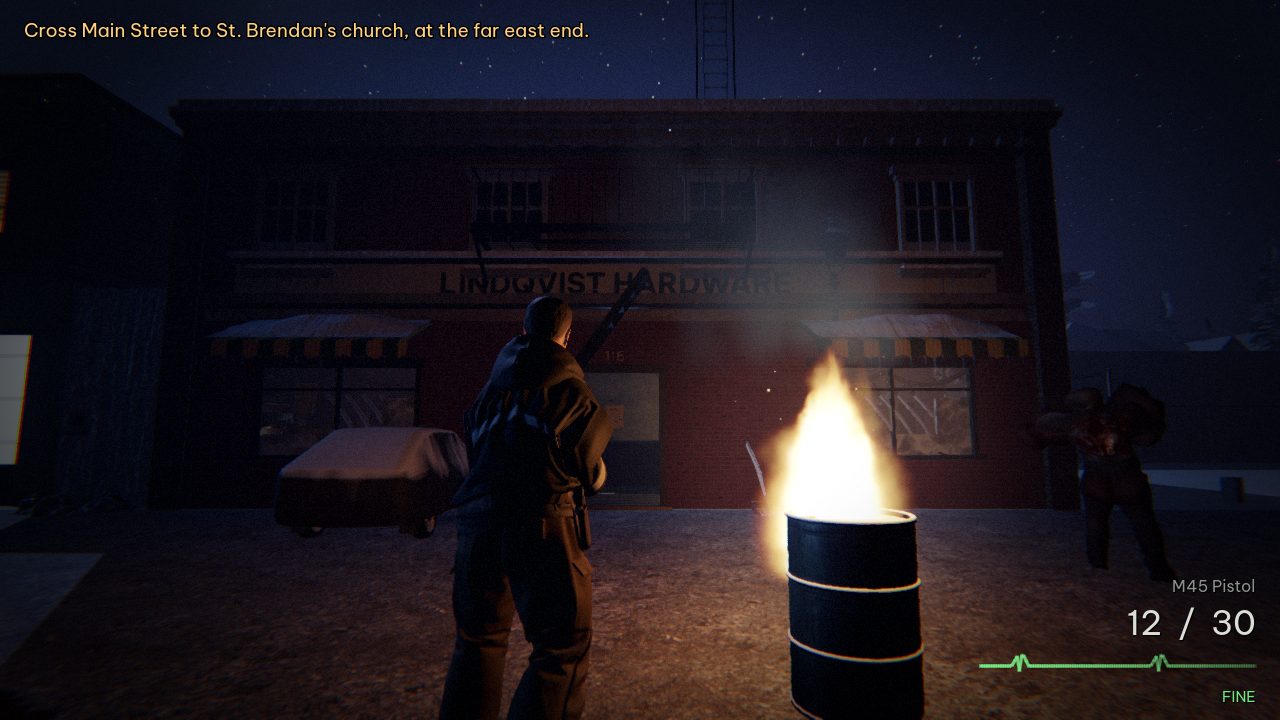 Cross Main Street to St. Brendan's church, at the far east end.
LINDQVIST HARDWARE
116
M45 Pistol
12 / 30
FINE